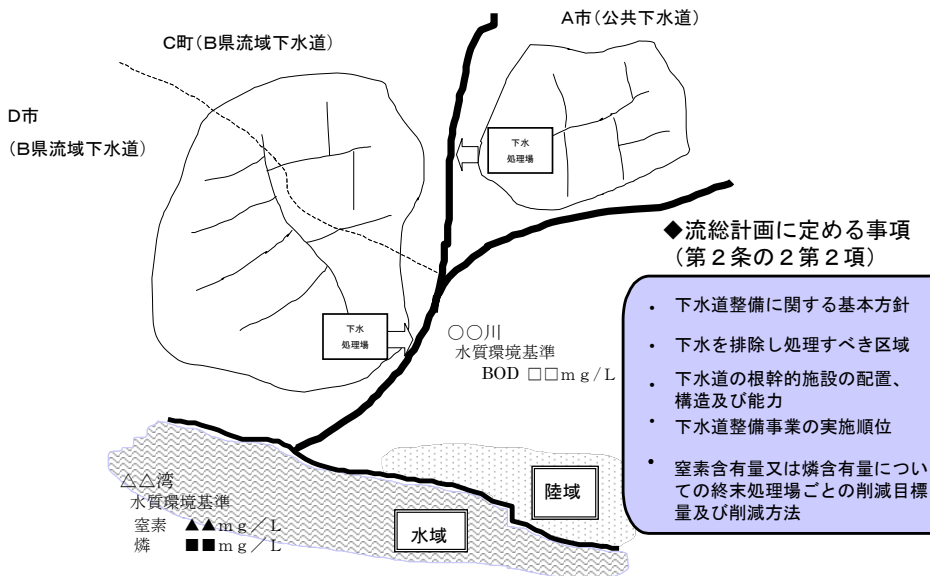 A市(公共下水道)
C町(B県流域下水道)
D市
(B県流域下水道)
下水
処理場
◆流総計画に定める事項
(第2条の2第2項)
・ 下水道整備に関する基本方針
・ 下水を排除し処理すべき区域
・ 下水道の根幹的施設の配置、
構造及び能力
・ 下水道整備事業の実施順位
・ 窒素含有量又は燐含有量につい
ての終末処理場ごとの削減目標
量及び削減方法
下水
処理場
○○川
水質環境基準
BOD □□mg/L
△△湾
水質環境基準
窒素 ▲▲mg/L
燐 ■■mg/L
陸域
水域